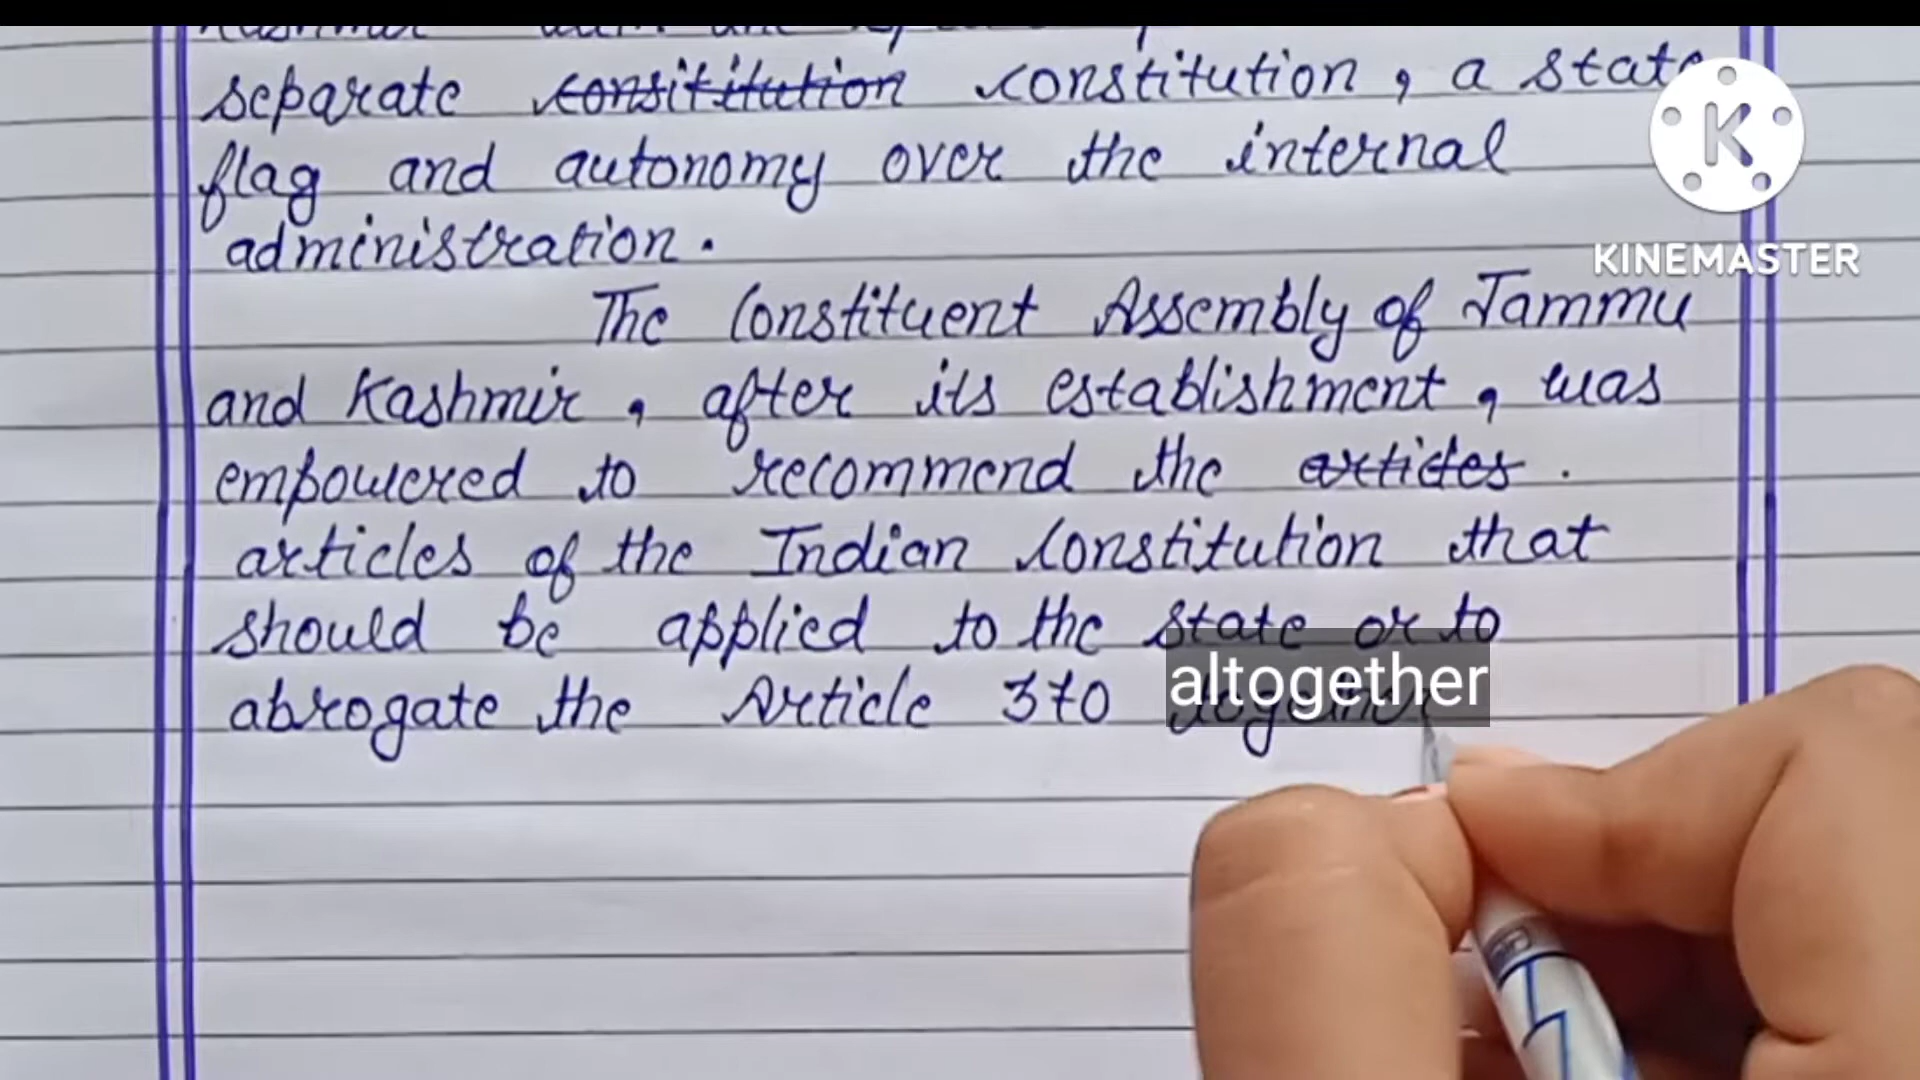 separate consititution constitution, a state
flag and autonomy over the internal
administration.
The Constituent Assembly of Jammu
and Kashmir, after its establishment, was
empowered to recommend the articles.
articles of the Indian Constitution that
should be applied to the state or to
abrogate the Article 370 together
altogether
K
KINEMASTER